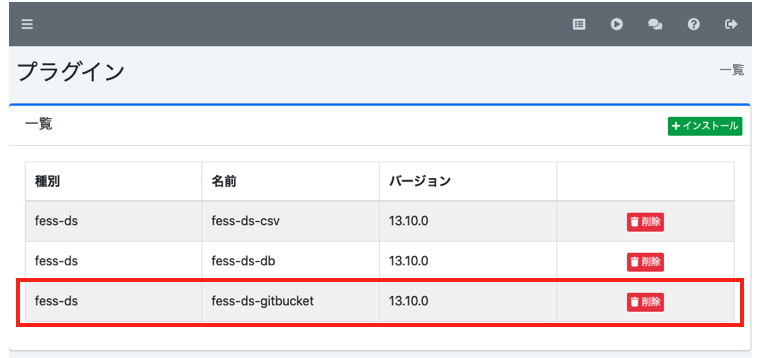 プラグイン 一覧
一覧 インストール
種別 名前 バージョン
fess-ds fess-ds-csv 13.10.0 削除
fess-ds fess-ds-db 13.10.0 削除
fess-ds fess-ds-gitbucket 13.10.0 削除